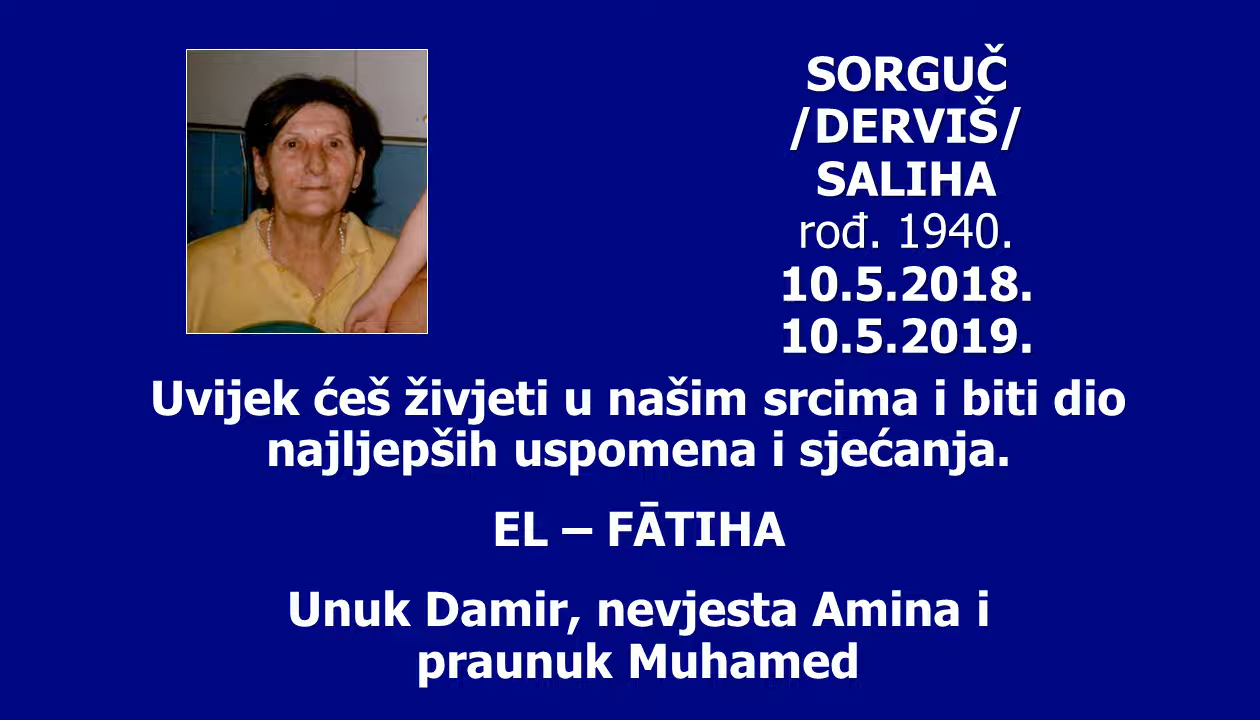 SORGUČ
/DERVIŠ/
SALIHA
rođ. 1940.
10.5.2018.
10.5.2019.
Uvijek ćeš živjeti u našim srcima i biti dio
najljepših uspomena i sjećanja.
EL – FĀTIHA
Unuk Damir, nevjesta Amina i
praunuk Muhamed